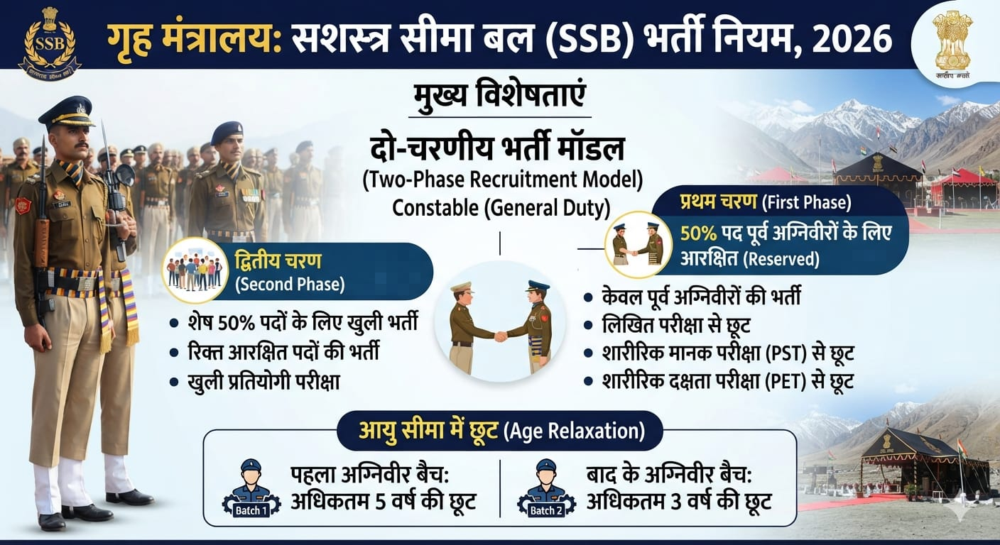 SSB
गृह मंत्रालय: सशस्त्र सीमा बल (SSB) भर्ती नियम, 2026
मुख्य विशेषताएं
दो-चरणीय भर्ती मॉडल
(Two-Phase Recruitment Model)
Constable (General Duty)
प्रथम चरण (First Phase)
50% पद पूर्व अग्निवीरों के लिए
आरक्षित (Reserved)
केवल पूर्व अग्निवीरों की भर्ती
लिखित परीक्षा से छूट
शारीरिक मानक परीक्षा (PST) से छूट
शारीरिक दक्षता परीक्षा (PET) से छूट
द्वितीय चरण
(Second Phase)
शेष 50% पदों के लिए खुली भर्ती
रिक्त आरक्षित पदों की भर्ती
खुली प्रतियोगी परीक्षा
आयु सीमा में छूट (Age Relaxation)
Batch 1
पहला अग्निवीर बैच:
अधिकतम 5 वर्ष की छूट
Batch 2
बाद के अग्निवीर बैच:
अधिकतम 3 वर्ष की छूट